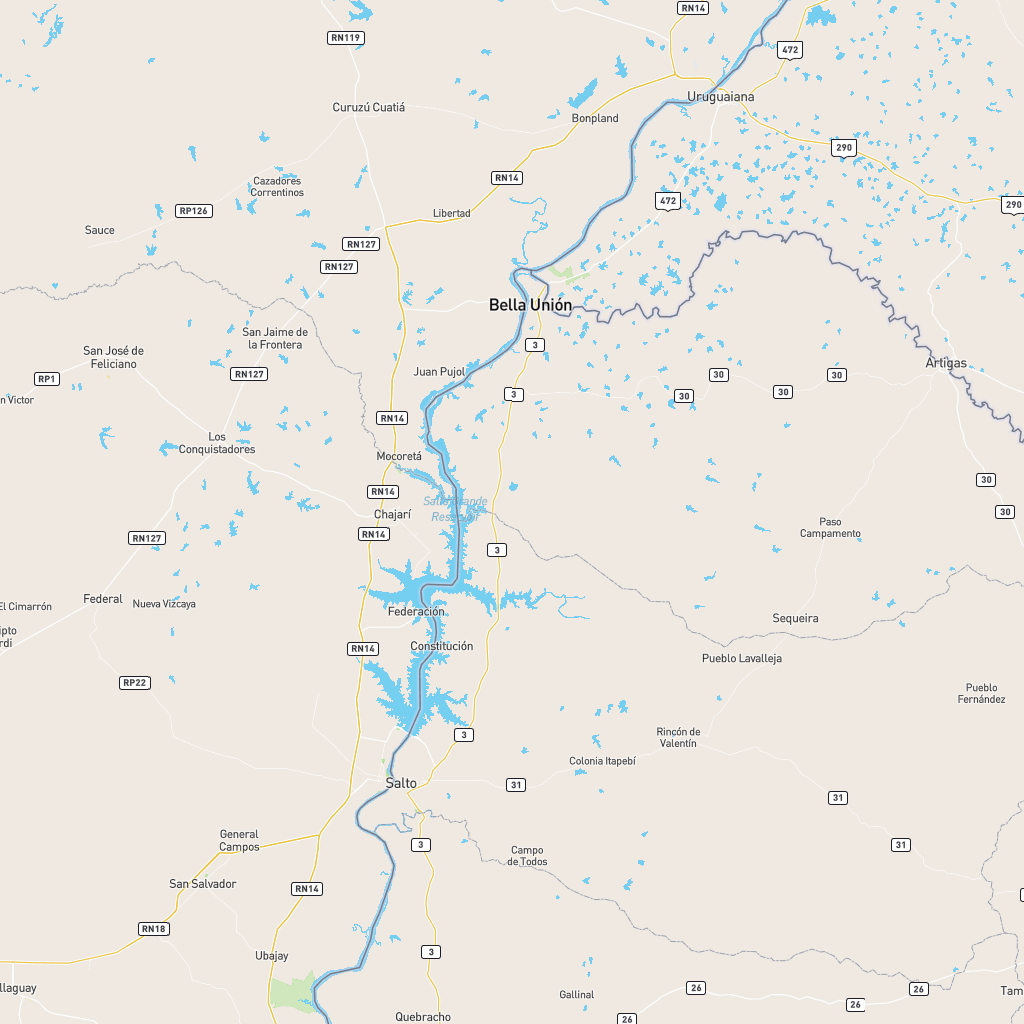 RN14
RN119
472
Uruguaiana
Curuzú Cuatiá
Bonpland
290
RN14
Cazadores
Correntinos
472
290
RP126
Libertad
Sauce
RN127
RN127
Bella Unión
San Jaime de
la Frontera
3
San José de
Feliciano
Artigas
Juan Pujol
RN127
30
30
RP1
30
30
3
n Victor
RN14
Los
Conquistadores
Mocoretá
30
RN14
Salto Grande
Reservoir
Chajarí
30
Paso
Campamento
RN14
RN127
3
Federal
Nueva Vizcaya
El Cimarrón
Federación
Sequeira
ipto
rdi
RN14
Constitución
Pueblo Lavalleja
RP22
Pueblo
Fernández
3
Rincón de
Valentín
Colonia Itapebí
Salto
31
31
General
Campos
3
31
Campo
de Todos
San Salvador
RN14
RN18
3
Ubajay
llaguay
Gallinal
26
26
Tam
26
Quebracho
26